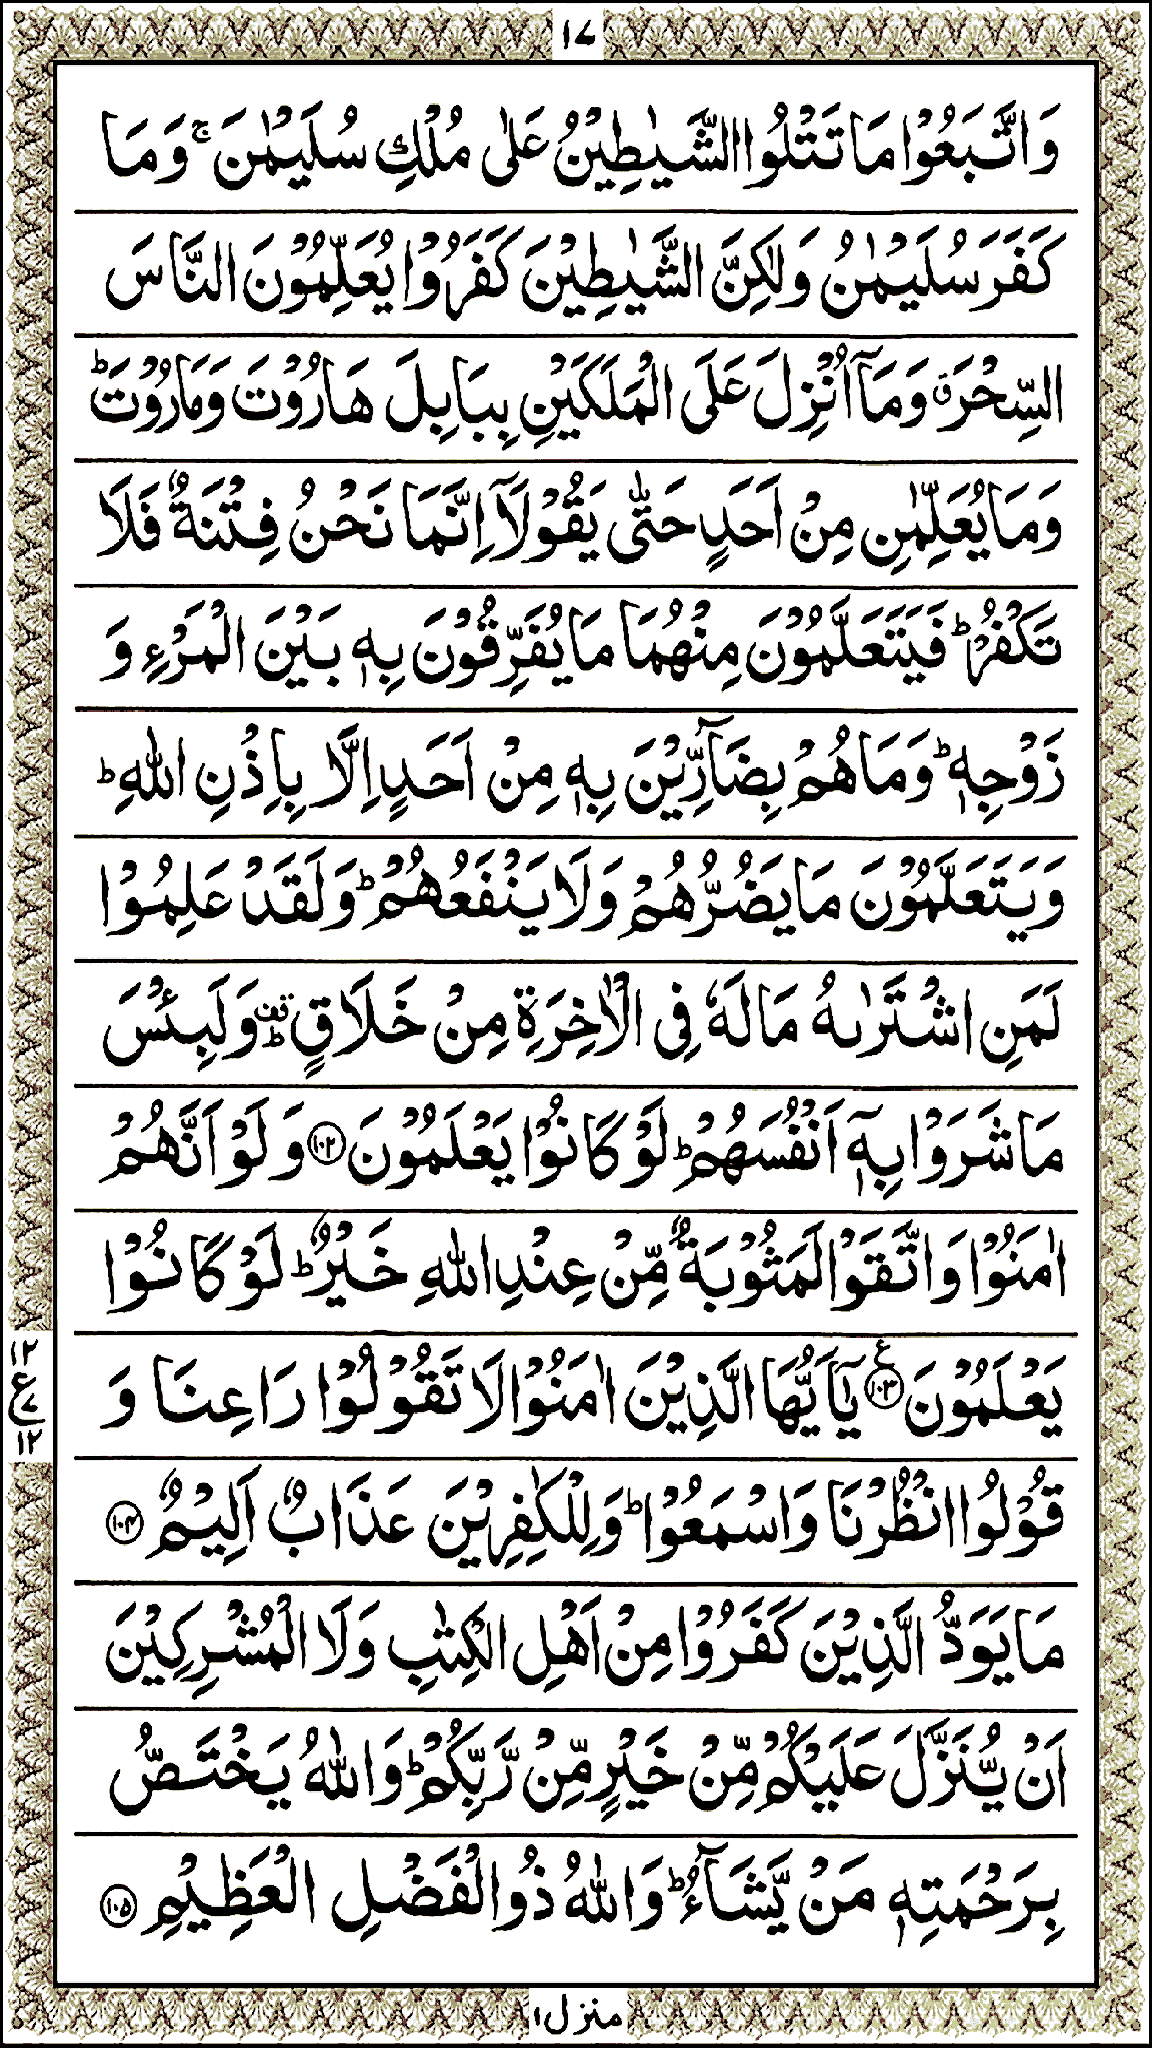 ١٧
وَاتَّبَعُوْا مَا تَتْلُوا الشَّيٰطِيْنُ عَلٰى مُلْكِ سُلَيْمٰنَ ۚ وَمَا
كَفَرَ سُلَيْمٰنُ وَلٰكِنَّ الشَّيٰطِيْنَ كَفَرُوْا يُعَلِّمُوْنَ النَّاسَ
السِّحْرَ ۗ وَمَآ اُنْزِلَ عَلَى الْمَلَكَيْنِ بِبَابِلَ هَارُوْتَ وَمَارُوْتَ ؕ
وَمَا يُعَلِّمٰنِ مِنْ اَحَدٍ حَتّٰى يَقُوْلَآ اِنَّمَا نَحْنُ فِتْنَةٌ فَلَا
تَكْفُرْ ؕ فَيَتَعَلَّمُوْنَ مِنْهُمَا مَا يُفَرِّقُوْنَ بِهٖ بَيْنَ الْمَرْءِ وَ
زَوْجِهٖ ؕ وَمَا هُمْ بِضَآرِّيْنَ بِهٖ مِنْ اَحَدٍ اِلَّا بِاِذْنِ اللّٰهِ ؕ
وَيَتَعَلَّمُوْنَ مَا يَضُرُّهُمْ وَلَا يَنْفَعُهُمْ ؕ وَلَقَدْ عَلِمُوْا
لَمَنِ اشْتَرٰىهُ مَا لَهٗ فِى الْاٰخِرَةِ مِنْ خَلَاقٍ ؕ قف وَلَبِئْسَ
مَا شَرَوْا بِهٖٓ اَنْفُسَهُمْ ؕ لَوْ كَانُوْا يَعْلَمُوْنَ ﴿١٠٢﴾ وَلَوْ اَنَّهُمْ
اٰمَنُوْا وَاتَّقَوْا لَمَثُوْبَةٌ مِّنْ عِنْدِ اللّٰهِ خَيْرٌ ؕ لَوْ كَانُوْا
يَعْلَمُوْنَ ﴿١٠٣﴾ ع يٰٓاَيُّهَا الَّذِيْنَ اٰمَنُوْا لَا تَقُوْلُوْا رَاعِنَا وَ
١٢
ع
٧
١٢
قُوْلُوا انْظُرْنَا وَاسْمَعُوْا ؕ وَلِلْكٰفِرِيْنَ عَذَابٌ اَلِيْمٌ ﴿١٠٤﴾
مَا يَوَدُّ الَّذِيْنَ كَفَرُوْا مِنْ اَهْلِ الْكِتٰبِ وَلَا الْمُشْرِكِيْنَ
اَنْ يُّنَزَّلَ عَلَيْكُمْ مِّنْ خَيْرٍ مِّنْ رَّبِّكُمْ ؕ وَاللّٰهُ يَخْتَصُّ
بِرَحْمَتِهٖ مَنْ يَّشَآءُ ؕ وَاللّٰهُ ذُو الْفَضْلِ الْعَظِيْمِ ﴿١٠٥﴾
منزل ١